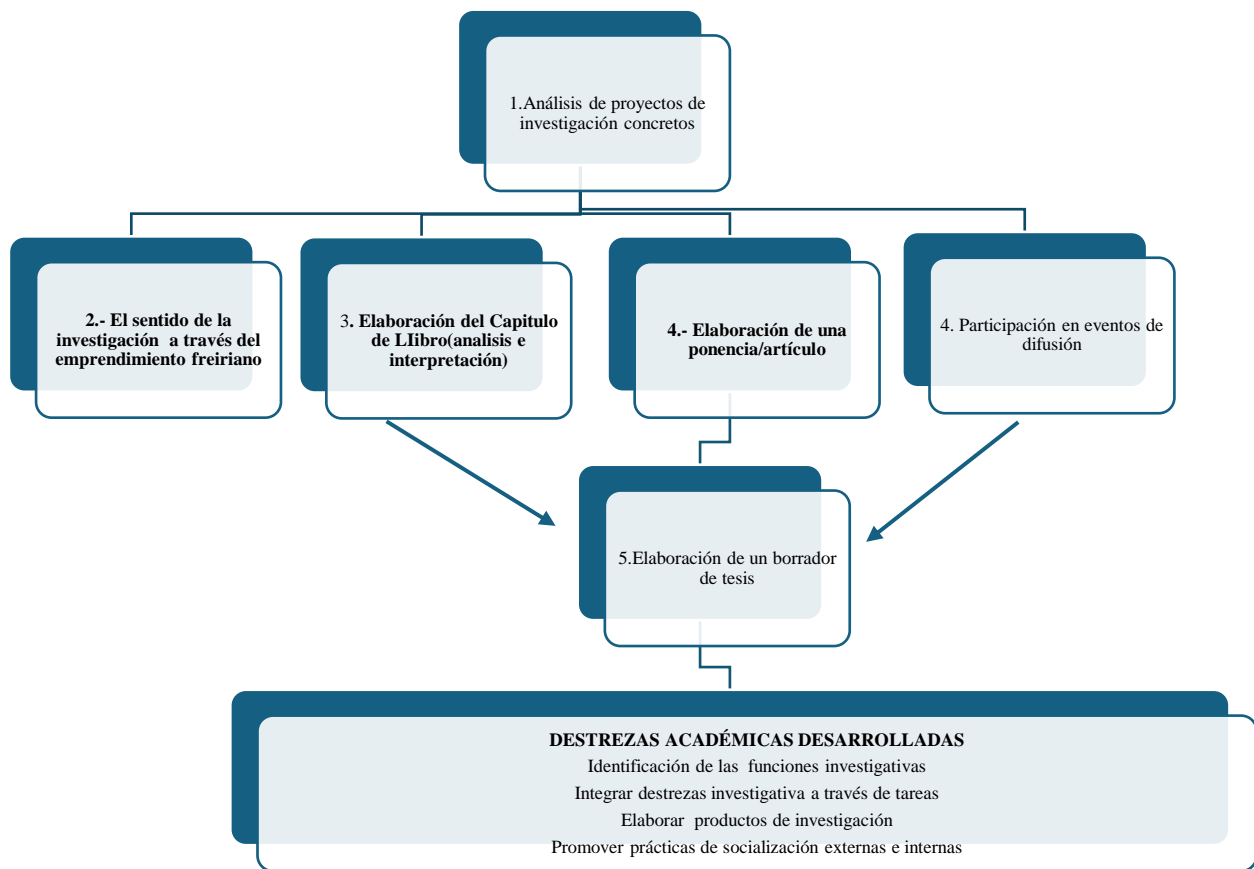 1.Análisis de proyectos de
investigación concretos
2.- El sentido de la
investigación a través del
emprendimiento freiriano
3. Elaboración del Capitulo
de LIibro(analisis e
interpretación)
4.- Elaboración de una
ponencia/artículo
4. Participación en eventos de
difusión
5.Elaboración de un borrador
de tesis
DESTREZAS ACADÉMICAS DESARROLLADAS
Identificación de las funciones investigativas
Integrar destrezas investigativa a través de tareas
Elaborar productos de investigación
Promover prácticas de socialización externas e internas